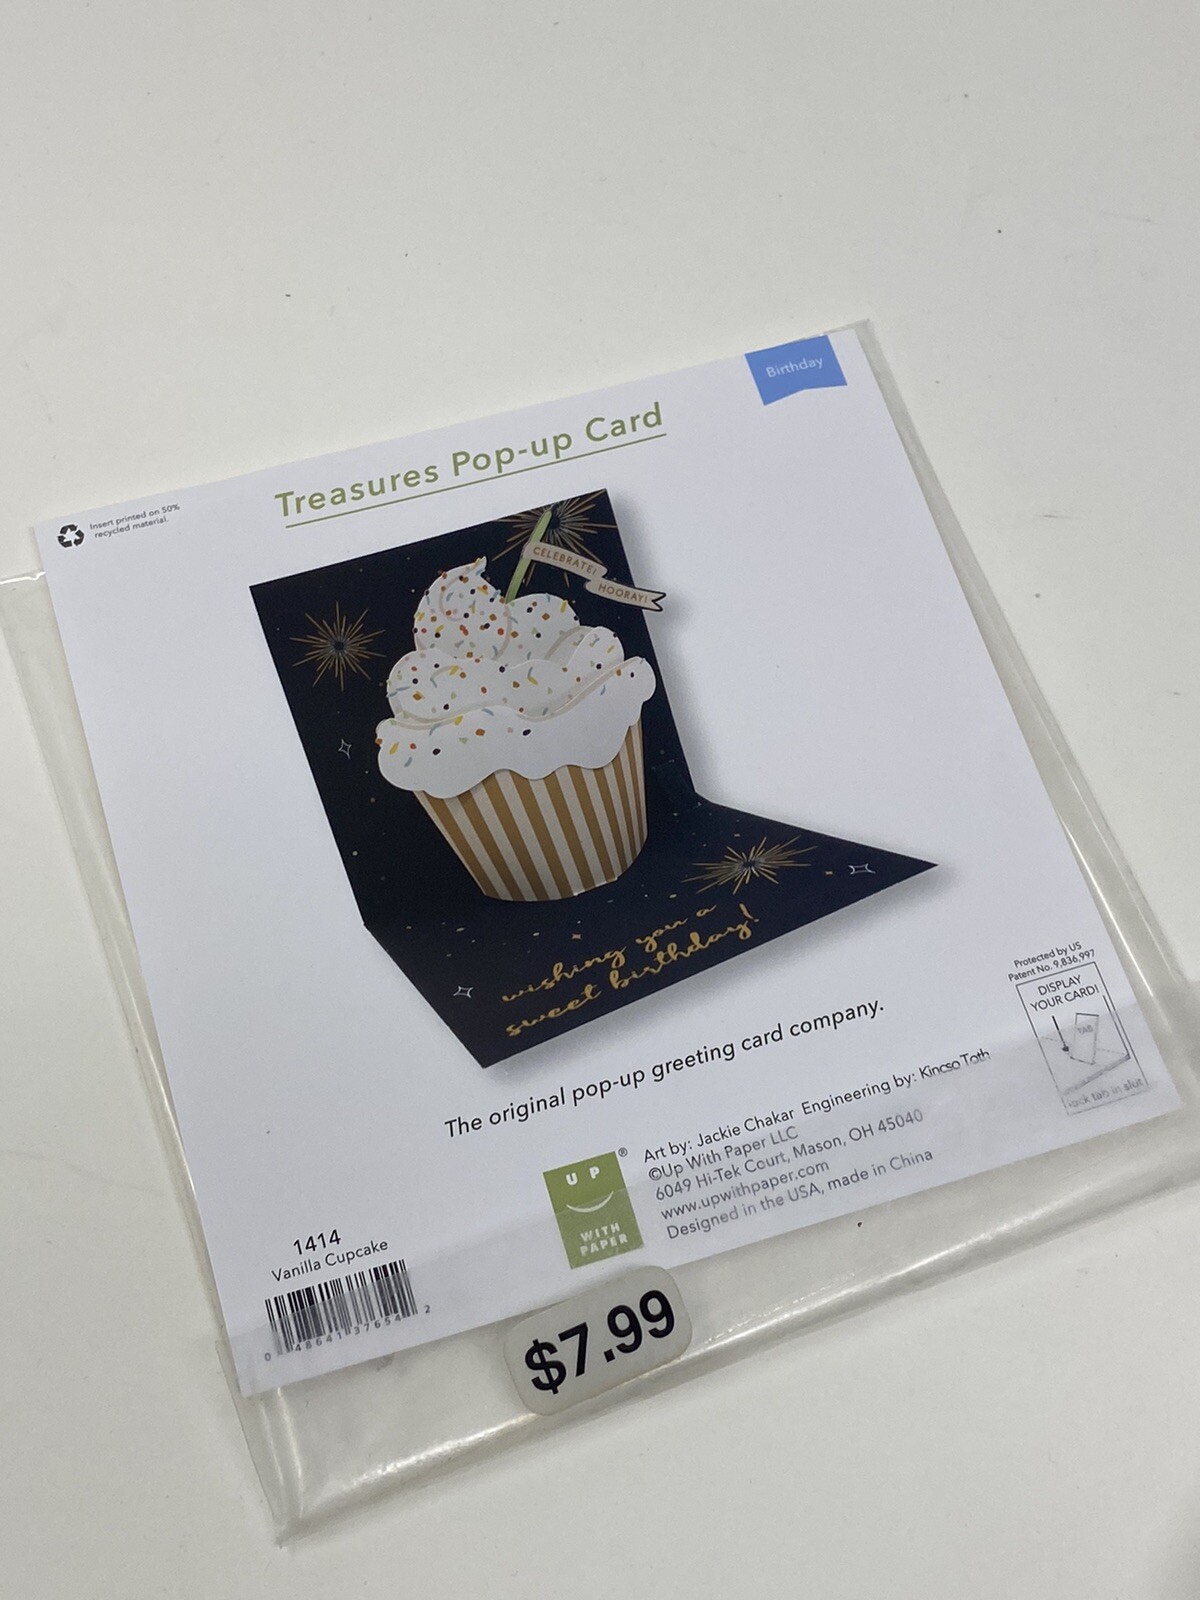 Birthday
Treasures Pop-up Card
Insert printed on 50%
recycled material.
CELEBRATE!
HOORAY!
wishing you a
sweet birthday!
Protected by US
Patent No. 9,836,997
DISPLAY
YOUR CARD!
TAB
tab in slot
The original pop-up greeting card company.
UP
WITH
PAPER
®
Art by: Jackie Chakar Engineering by: Kincso Toth
©Up With Paper LLC
6049 Hi-Tek Court, Mason, OH 45040
www.upwithpaper.com
Designed in the USA, made in China
1414
Vanilla Cupcake
0 48641 37654 2
$7.99